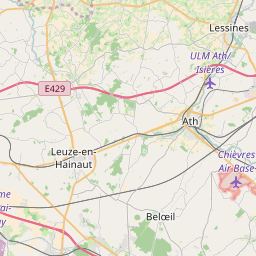 Lessines
ULM Ath/
Isières
E429
Ath
Leuze-en-
Hainaut
Chièvres
Air Base
Belœil